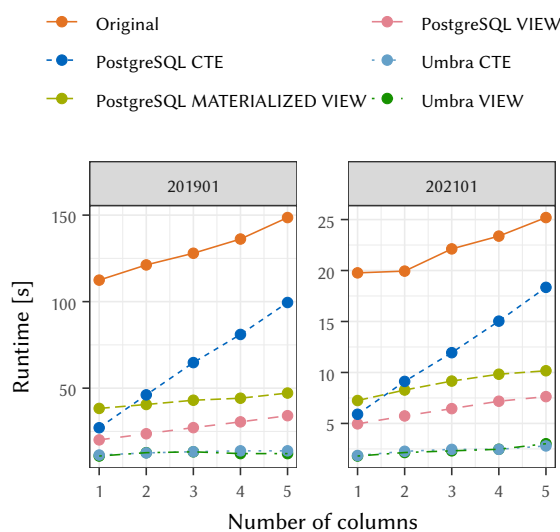 Original
PostgreSQL VIEW
PostgreSQL CTE
Umbra CTE
PostgreSQL MATERIALIZED VIEW
Umbra VIEW
201901
202101
150
100
50
25
20
15
10
5
Runtime [s]
1 2 3 4 5
1 2 3 4 5
Number of columns